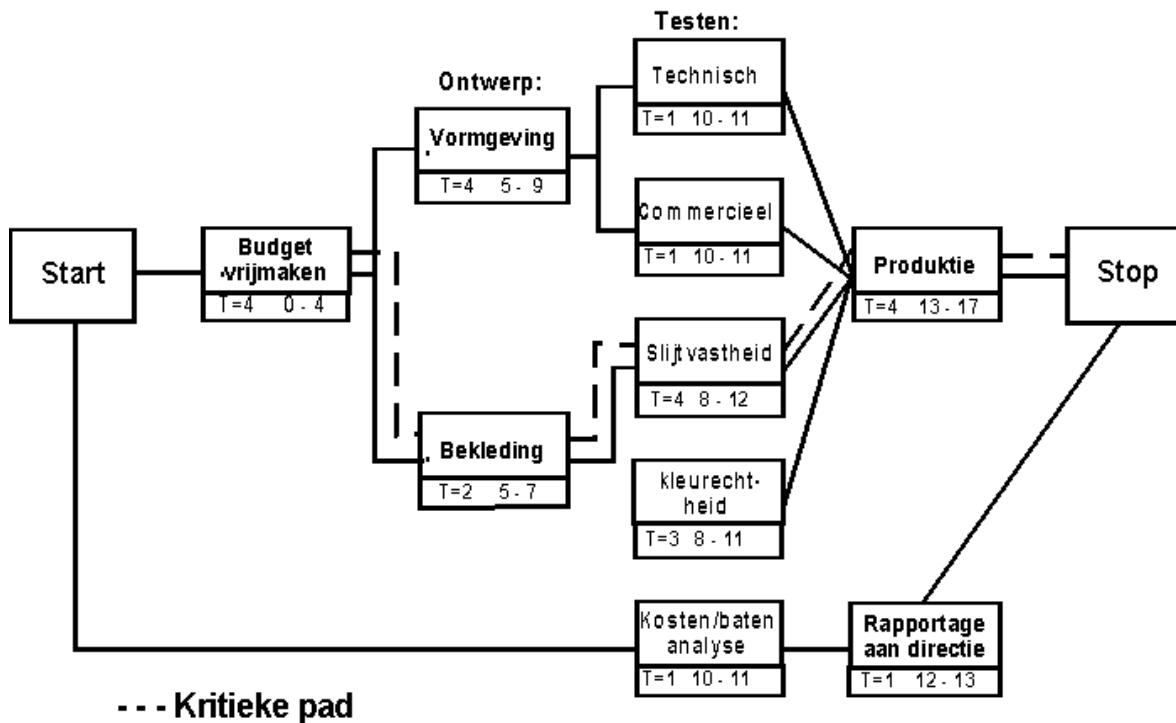 Testen:
Ontwerp:
Technisch
T=1 10 - 11
Vormgeving
T=4 5 - 9
Commercieel
T=1 10 - 11
Start
Budget
vrijmaken
T=4 0 - 4
Produktie
T=4 13 - 17
Stop
Slijtvastheid
T=4 8 - 12
Bekleding
T=2 5 - 7
kleurecht-
heid
T=3 8 - 11
Kosten/baten
analyse
T=1 10 - 11
Rapportage
aan directie
T=1 12 - 13
--- Kritieke pad